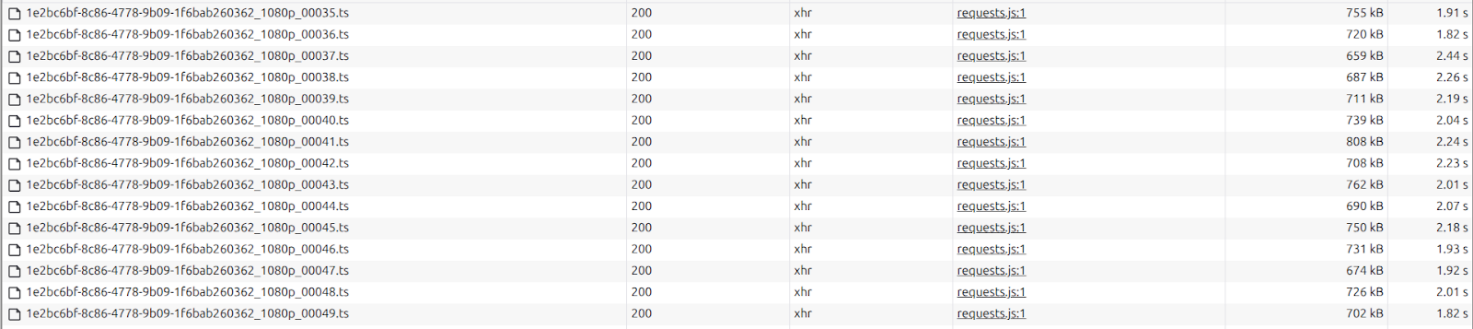 1e2bc6bf-8c86-4778-9b09-1f6bab260362_1080p_00035.ts 200 xhr requests.js:1 755 kB 1.91 s
1e2bc6bf-8c86-4778-9b09-1f6bab260362_1080p_00036.ts 200 xhr requests.js:1 720 kB 1.82 s
1e2bc6bf-8c86-4778-9b09-1f6bab260362_1080p_00037.ts 200 xhr requests.js:1 659 kB 2.44 s
1e2bc6bf-8c86-4778-9b09-1f6bab260362_1080p_00038.ts 200 xhr requests.js:1 687 kB 2.26 s
1e2bc6bf-8c86-4778-9b09-1f6bab260362_1080p_00039.ts 200 xhr requests.js:1 711 kB 2.19 s
1e2bc6bf-8c86-4778-9b09-1f6bab260362_1080p_00040.ts 200 xhr requests.js:1 739 kB 2.04 s
1e2bc6bf-8c86-4778-9b09-1f6bab260362_1080p_00041.ts 200 xhr requests.js:1 808 kB 2.24 s
1e2bc6bf-8c86-4778-9b09-1f6bab260362_1080p_00042.ts 200 xhr requests.js:1 708 kB 2.23 s
1e2bc6bf-8c86-4778-9b09-1f6bab260362_1080p_00043.ts 200 xhr requests.js:1 762 kB 2.01 s
1e2bc6bf-8c86-4778-9b09-1f6bab260362_1080p_00044.ts 200 xhr requests.js:1 690 kB 2.07 s
1e2bc6bf-8c86-4778-9b09-1f6bab260362_1080p_00045.ts 200 xhr requests.js:1 750 kB 2.18 s
1e2bc6bf-8c86-4778-9b09-1f6bab260362_1080p_00046.ts 200 xhr requests.js:1 731 kB 1.93 s
1e2bc6bf-8c86-4778-9b09-1f6bab260362_1080p_00047.ts 200 xhr requests.js:1 674 kB 1.92 s
1e2bc6bf-8c86-4778-9b09-1f6bab260362_1080p_00048.ts 200 xhr requests.js:1 726 kB 2.01 s
1e2bc6bf-8c86-4778-9b09-1f6bab260362_1080p_00049.ts 200 xhr requests.js:1 702 kB 1.82 s